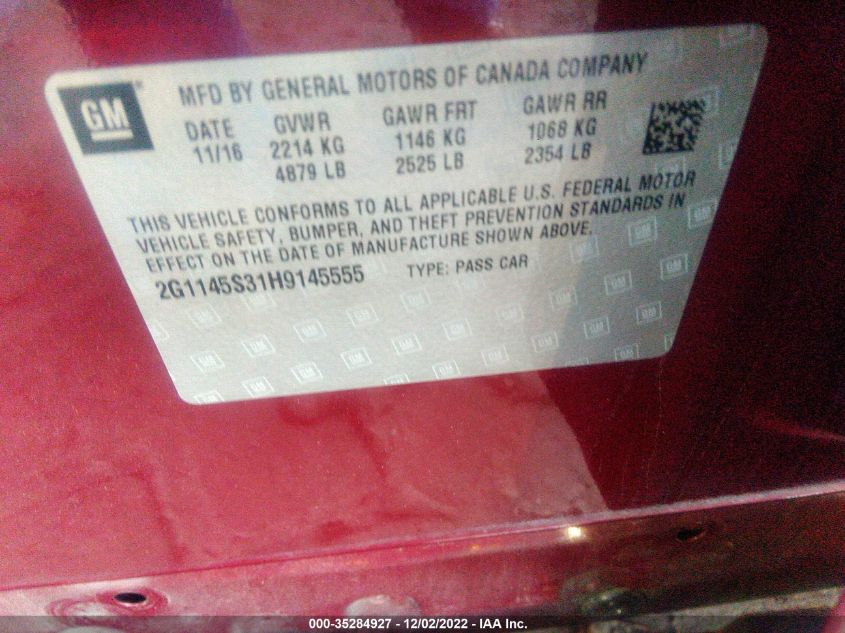 GM
MFD BY GENERAL MOTORS OF CANADA COMPANY
DATE GVWR GAWR FRT GAWR RR
11/16 2214 KG 1146 KG 1068 KG
4879 LB 2525 LB 2354 LB
THIS VEHICLE CONFORMS TO ALL APPLICABLE U.S. FEDERAL MOTOR
VEHICLE SAFETY, BUMPER, AND THEFT PREVENTION STANDARDS IN
EFFECT ON THE DATE OF MANUFACTURE SHOWN ABOVE.
2G1145S31H9145555 TYPE: PASS CAR
000-35284927 - 12/02/2022 - IAA Inc.